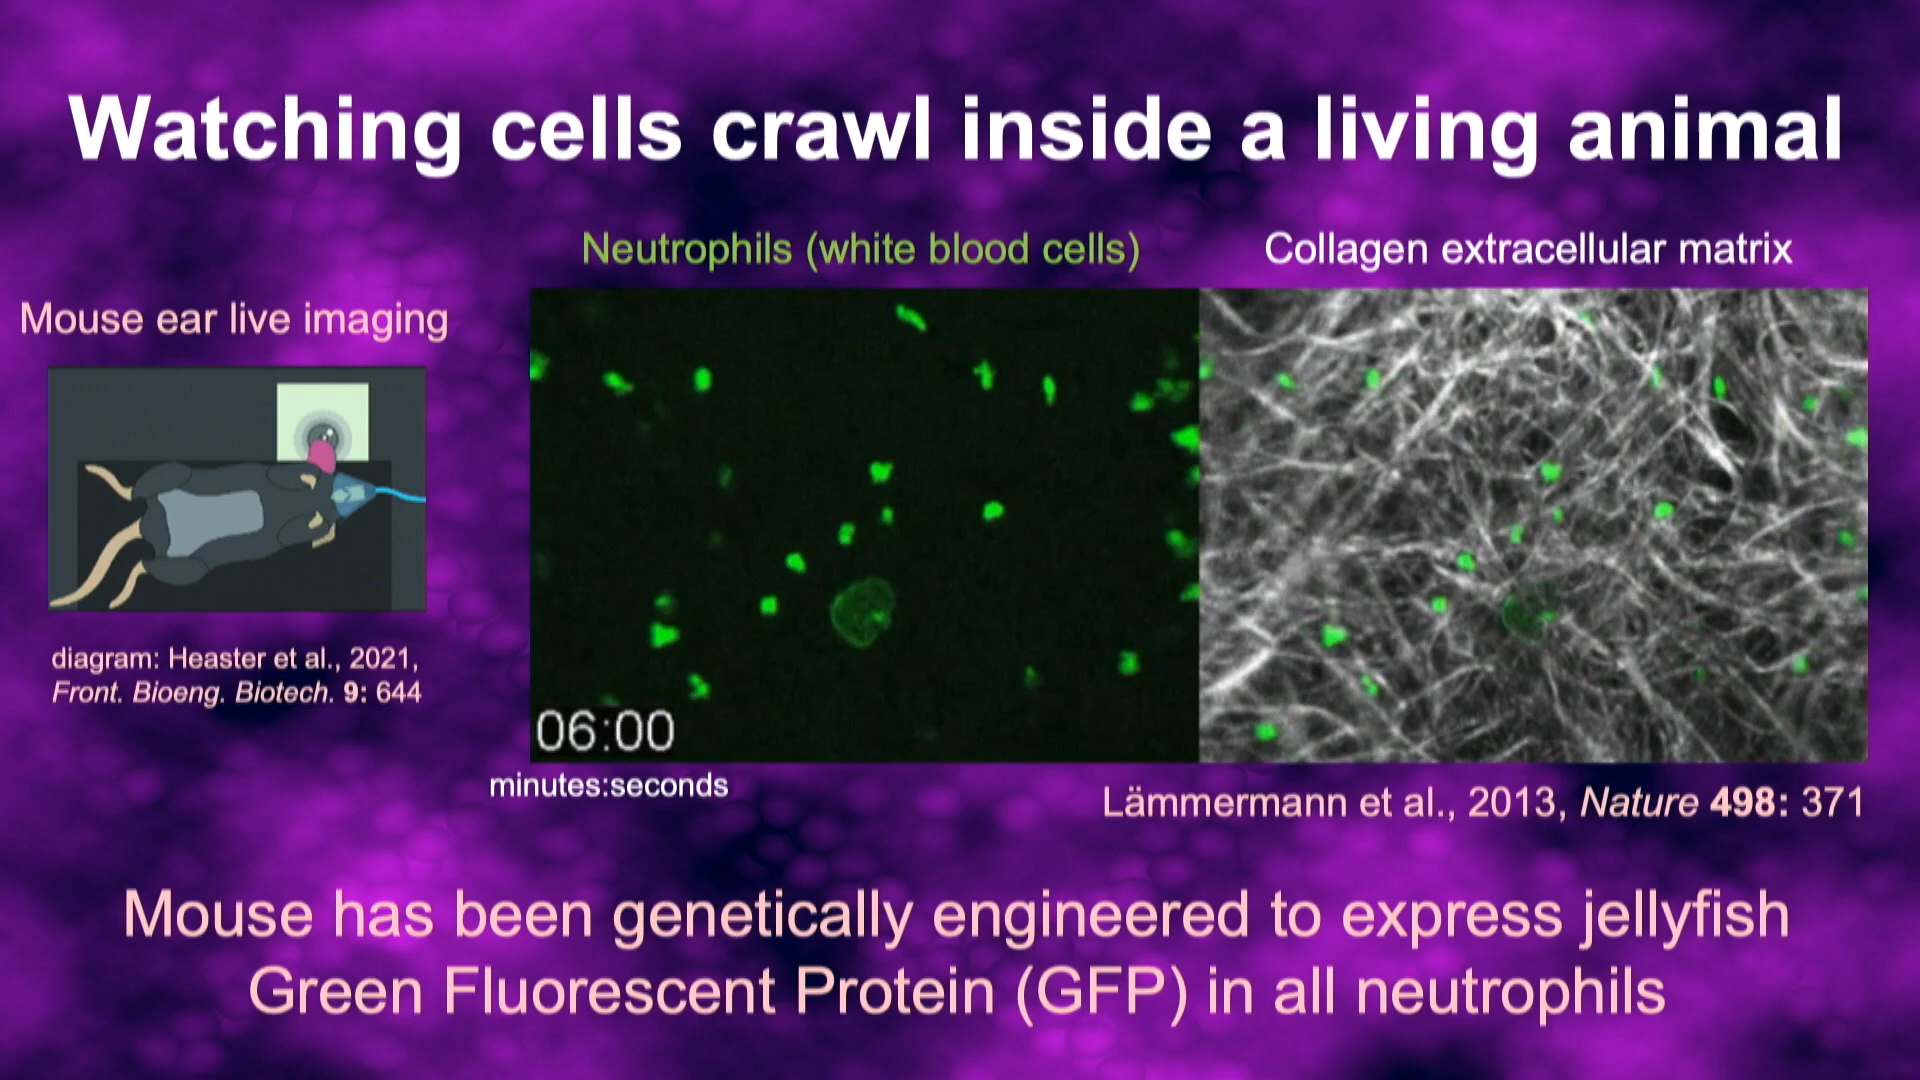 Watching cells crawl inside a living animal
Neutrophils (white blood cells)
Collagen extracellular matrix
Mouse ear live imaging
diagram: Heaster et al., 2021,
Front. Bioeng. Biotech. 9: 644
06:00
minutes:seconds
Lämmermann et al., 2013, Nature 498: 371
Mouse has been genetically engineered to express jellyfish
Green Fluorescent Protein (GFP) in all neutrophils